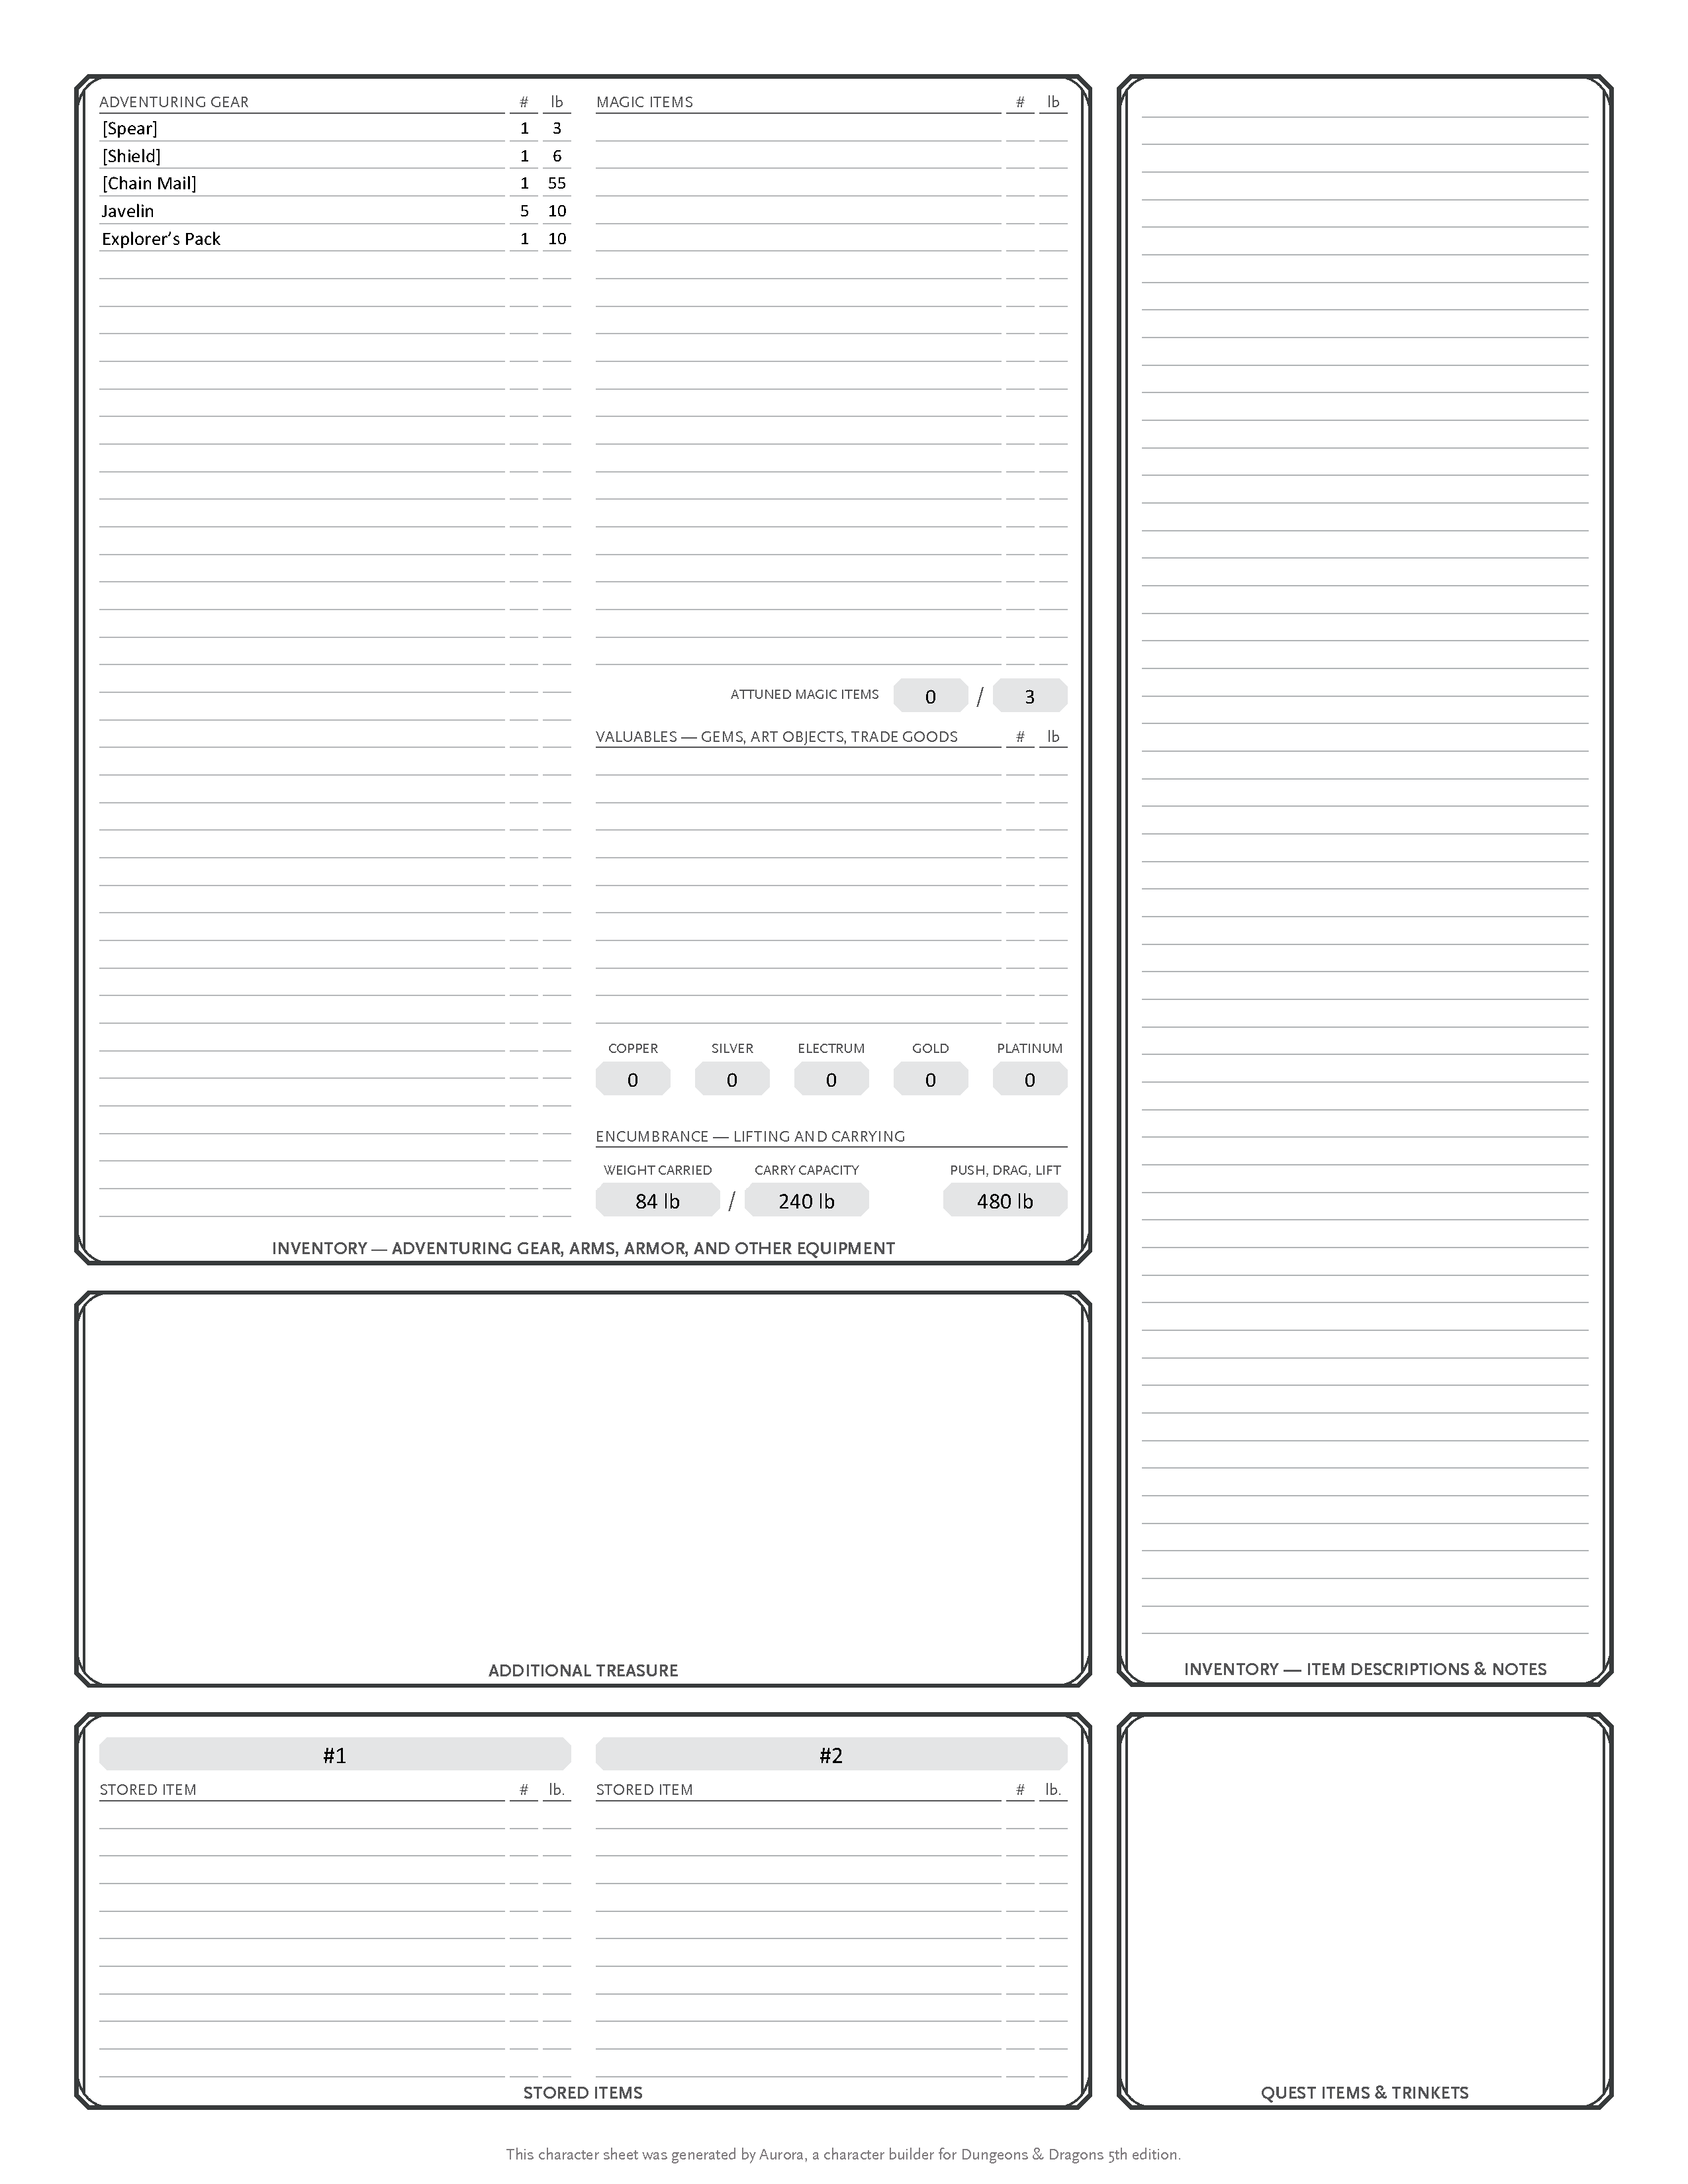 ADVENTURING GEAR # lb
[Spear] 1 3
[Shield] 1 6
[Chain Mail] 1 55
Javelin 5 10
Explorer's Pack 1 10
MAGIC ITEMS # lb
ATTUNED MAGIC ITEMS 0 / 3
VALUABLES — GEMS, ART OBJECTS, TRADE GOODS # lb
COPPER SILVER ELECTRUM GOLD PLATINUM
0 0 0 0 0
ENCUMBRANCE — LIFTING AND CARRYING
WEIGHT CARRIED CARRY CAPACITY PUSH, DRAG, LIFT
84 lb / 240 lb 480 lb
INVENTORY — ADVENTURING GEAR, ARMS, ARMOR, AND OTHER EQUIPMENT
ADDITIONAL TREASURE
INVENTORY — ITEM DESCRIPTIONS & NOTES
#1 #2
STORED ITEM # lb. STORED ITEM # lb.
STORED ITEMS
QUEST ITEMS & TRINKETS
This character sheet was generated by Aurora, a character builder for Dungeons & Dragons 5th edition.